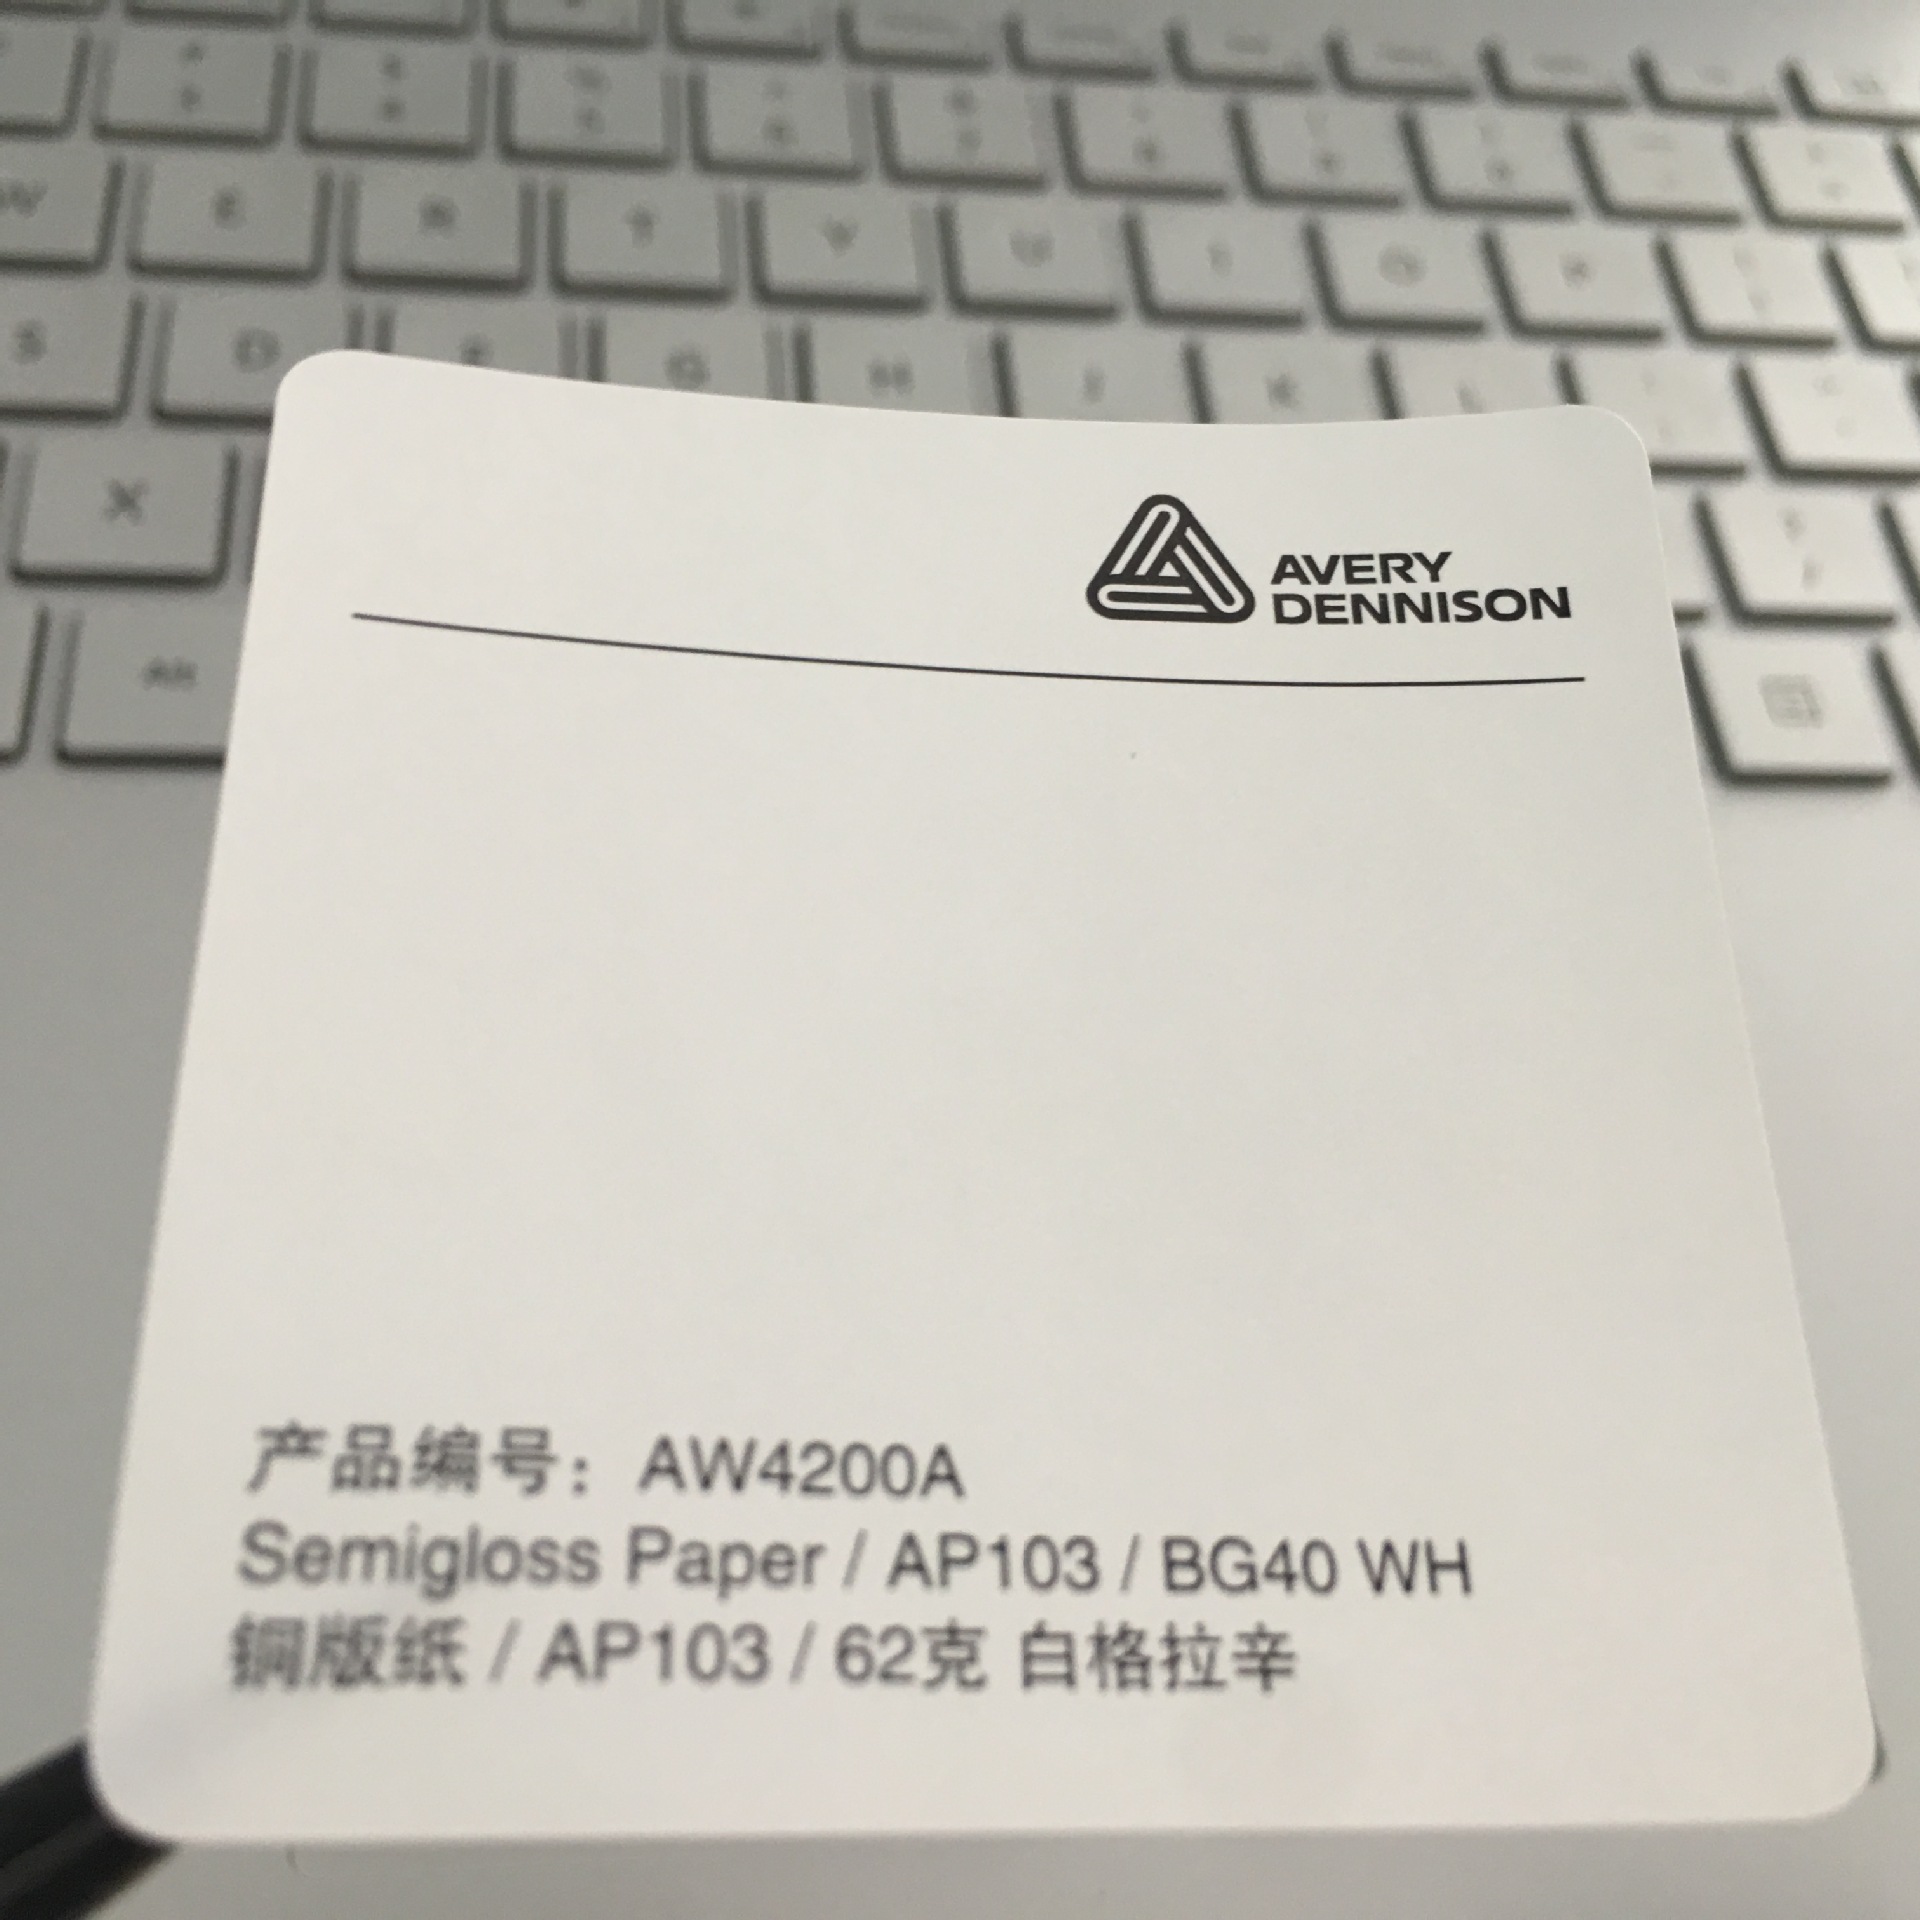 W E R T Y U I O P
S D F G H J K L
X
Alt
AVERY
DENNISON
产品编号: AW4200A
Semigloss Paper / AP103 / BG40 WH
铜版纸 / AP103 / 62克 白格拉辛